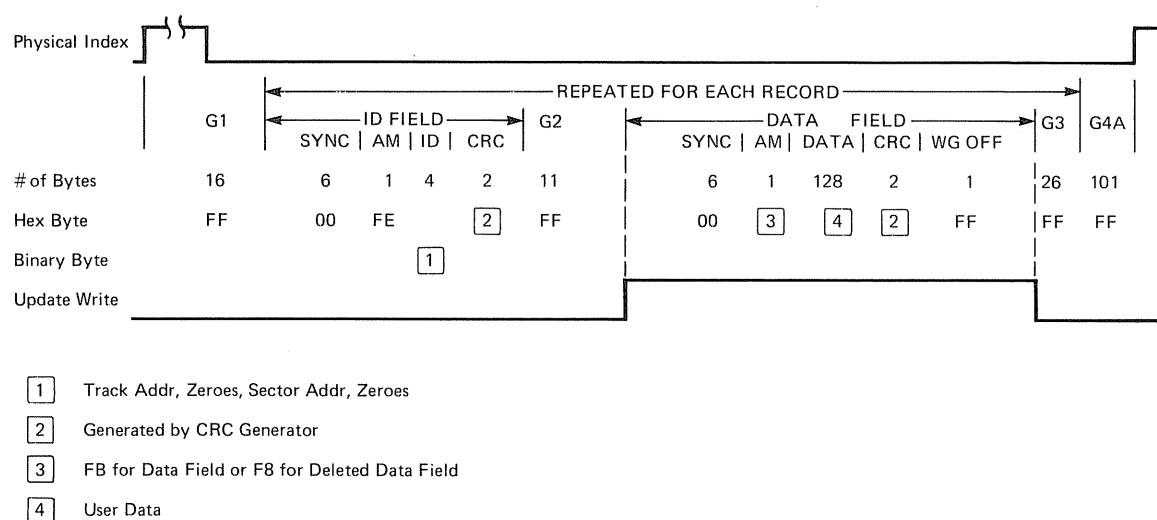 Physical Index
REPEATED FOR EACH RECORD
G1 ID FIELD G2 DATA FIELD G3 G4A
SYNC | AM | ID | CRC SYNC | AM | DATA | CRC | WG OFF
# of Bytes 16 6 1 4 2 11 6 1 128 2 1 26 101
Hex Byte FF 00 FE 2 FF 00 3 4 2 FF FF FF
Binary Byte 1
Update Write
1 Track Addr, Zeroes, Sector Addr, Zeroes
2 Generated by CRC Generator
3 FB for Data Field or F8 for Deleted Data Field
4 User Data